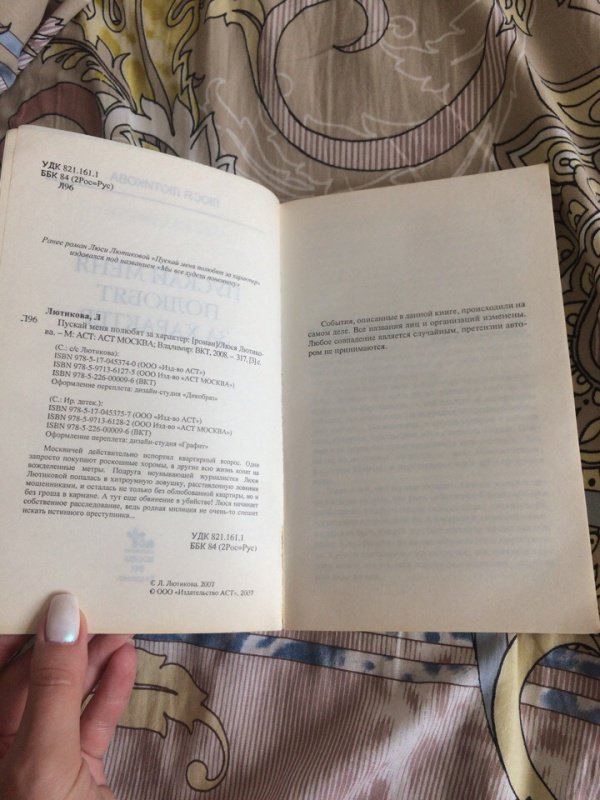 УДК 821.161.1
ББК 84 (2Рос=Рус)
Л96
Ранее роман Люси Лютиковой «Пускай меня полюбят за характер»
издавался под названием «Мы все худеем понемногу»
Лютикова, Л
Л96 Пускай меня полюбят за характер: [роман]/Люся Лютико-
ва. – М: АСТ: АСТ МОСКВА; Владимир: ВКТ, 2008. – 317, [3] с.
(С.: с/с Лютикова):
ISBN 978-5-17-045374-0 (ООО «Изд-во АСТ»)
ISBN 978-5-9713-6127-5 (ООО «Изд-во АСТ МОСКВА»)
ISBN 978-5-226-00009-6 (ВКТ)
Оформление переплета: дизайн-студия «Дикобраз»
(С.: Ир. детек.):
ISBN 978-5-17-045375-7 (ООО «Изд-во АСТ»)
ISBN 978-5-9713-6128-2 (ООО «Изд-во АСТ МОСКВА»)
ISBN 978-5-226-00009-6 (ВКТ)
Оформление переплета: дизайн-студия «Графит»
Москвичей действительно испортил квартирный вопрос. Одни
запросто покупают роскошные хоромы, а другие всю жизнь копят на
вожделенные метры. Подруга неунывающей журналистки Люси
Лютиковой попалась в хитроумную ловушку, расставленную ловкими
мошенниками, и осталась не только без облюбованной квартиры, но и
без гроша в кармане. А тут еще обвинение в убийстве! Люся начинает
собственное расследование, ведь родная милиция не очень-то спешит
искать истинного преступника...
УДК 821.161.1
ББК 84 (2Рос=Рус)
© Л. Лютикова, 2007
© ООО «Издательство АСТ», 2007
События, описанные в данной книге, происходили на
самом деле. Все названия лиц и организаций изменены.
Любое совпадение является случайным, претензии авто-
ром не принимаются.